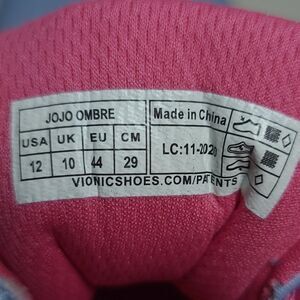 JOJO OMBRE
USA UK EU CM
12 10 44 29
Made in China
LC:11-2020
VIONICSHOES.COM/PATENTS